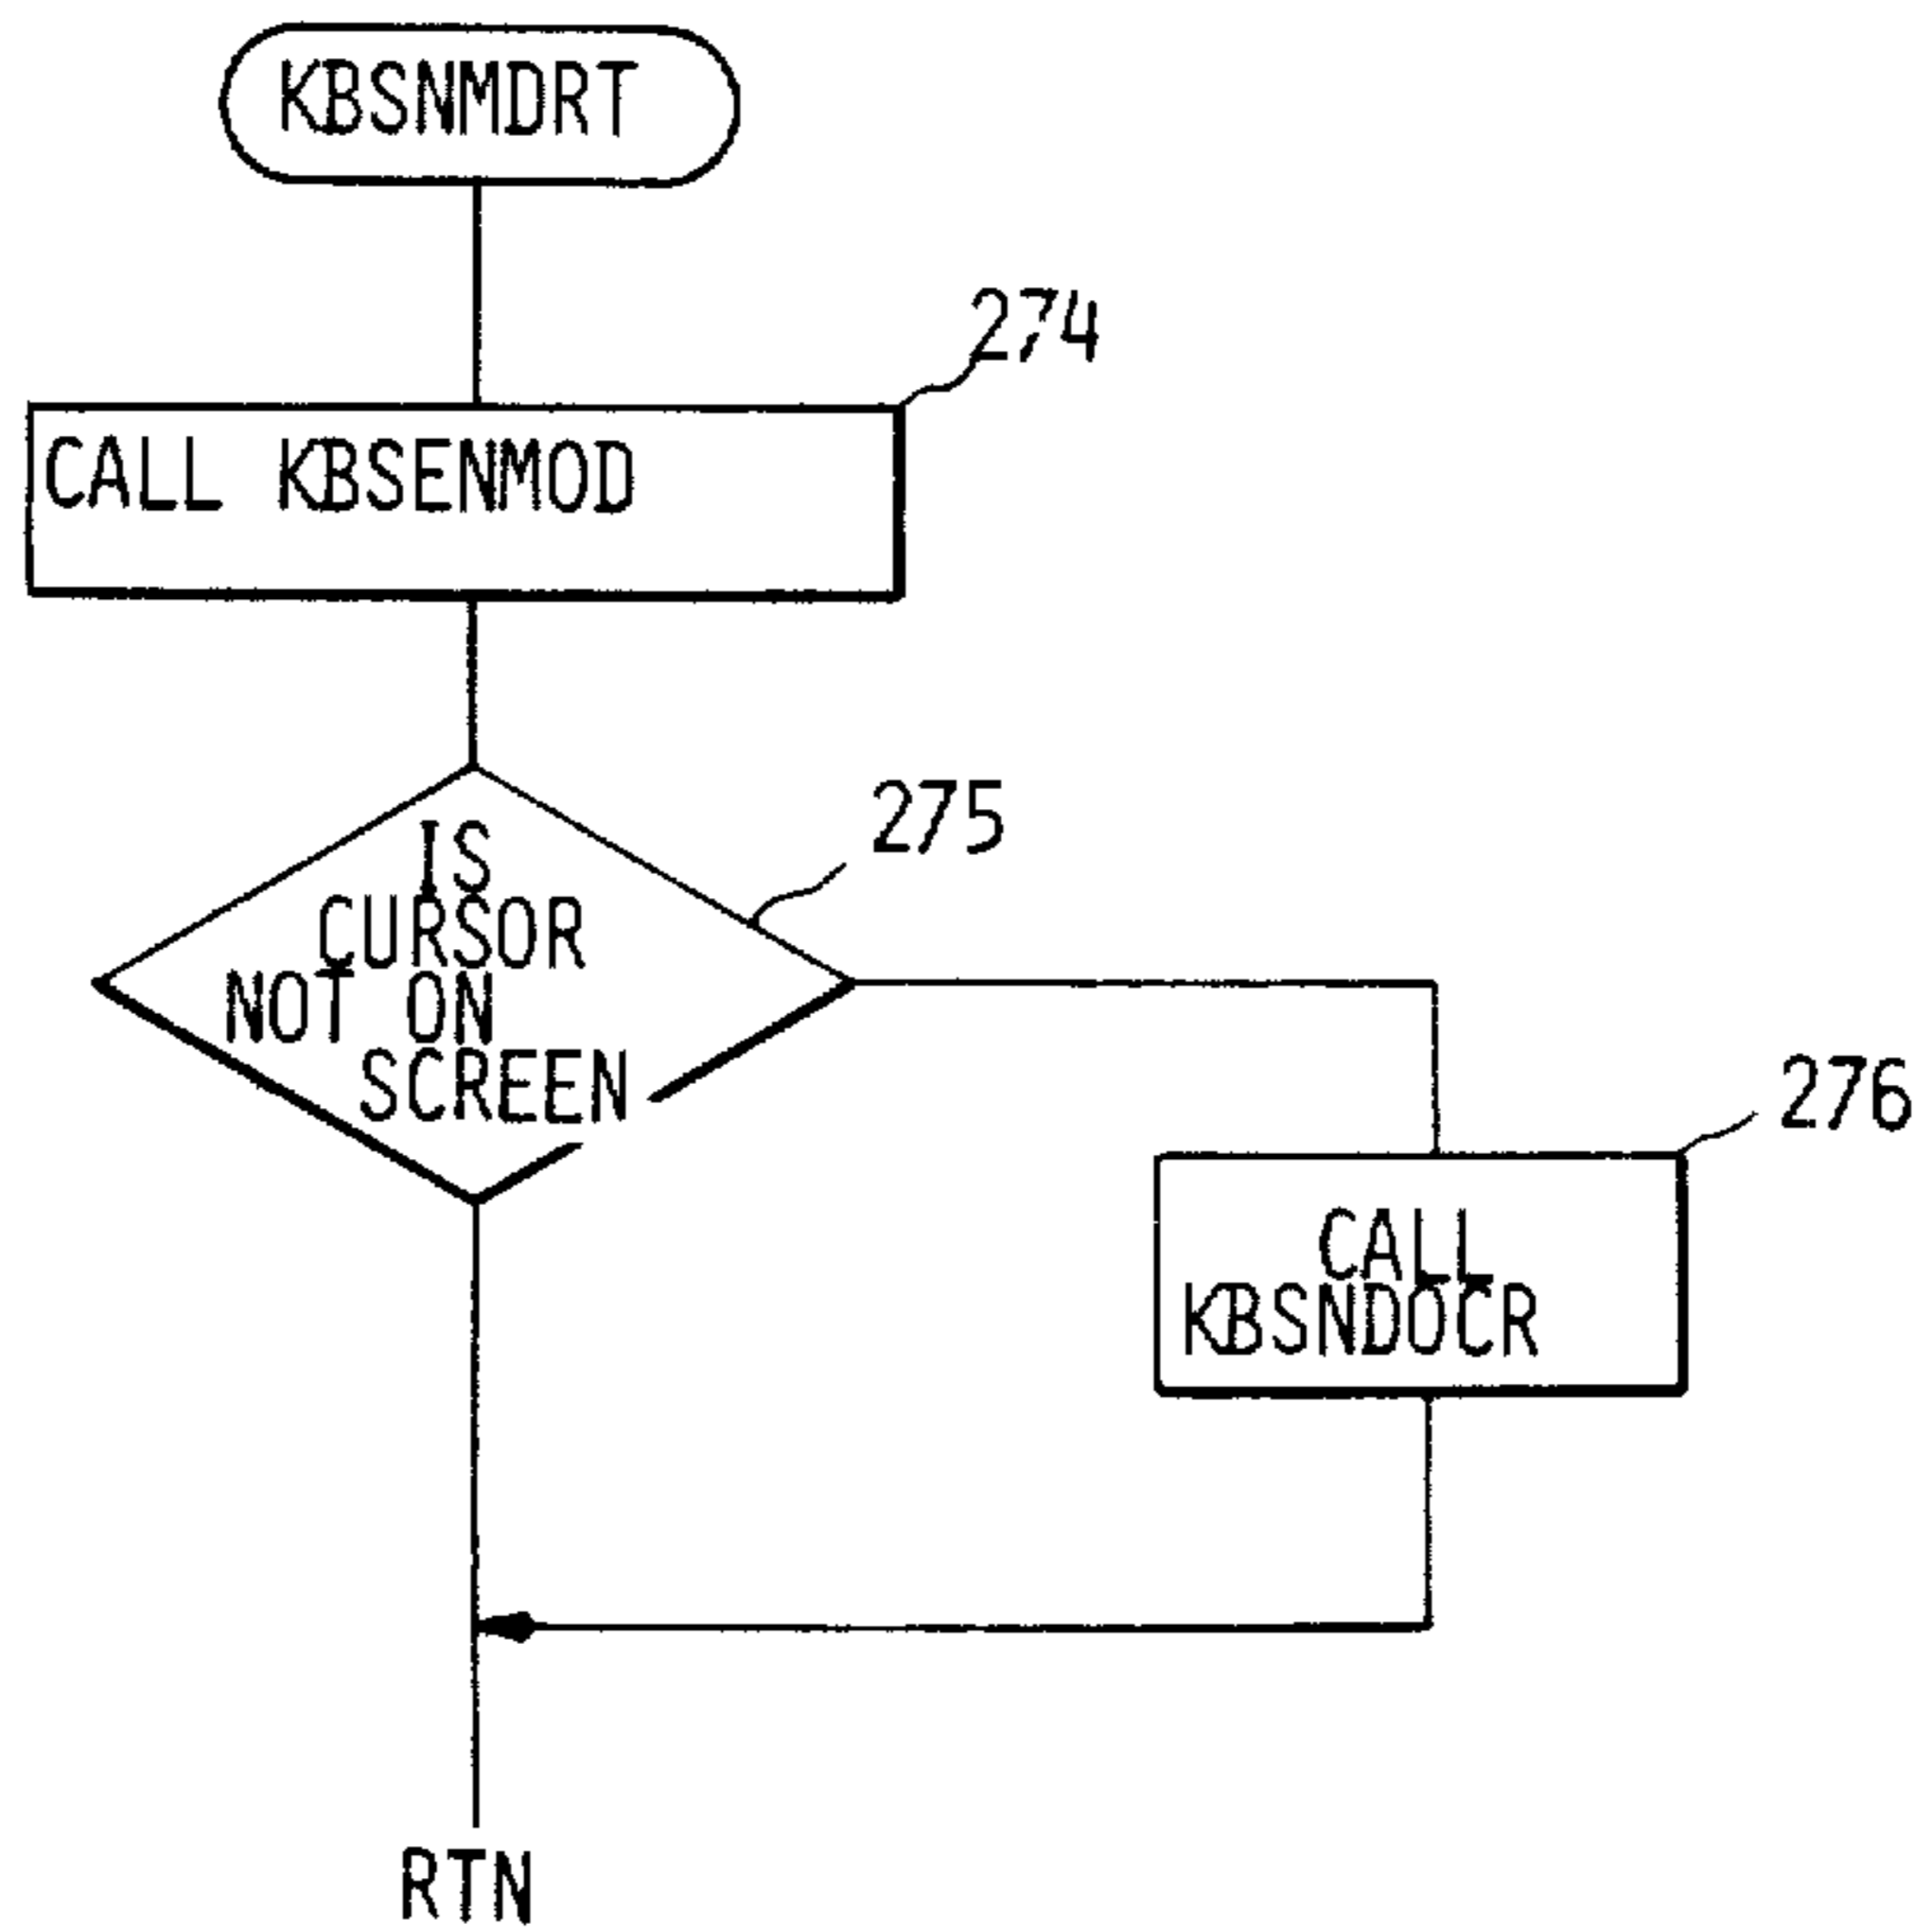 KBSNMDRT
274
CALL KBSENMOD
275
IS
CURSOR
NOT ON
SCREEN
276
CALL
KBSNDOCR
RTN